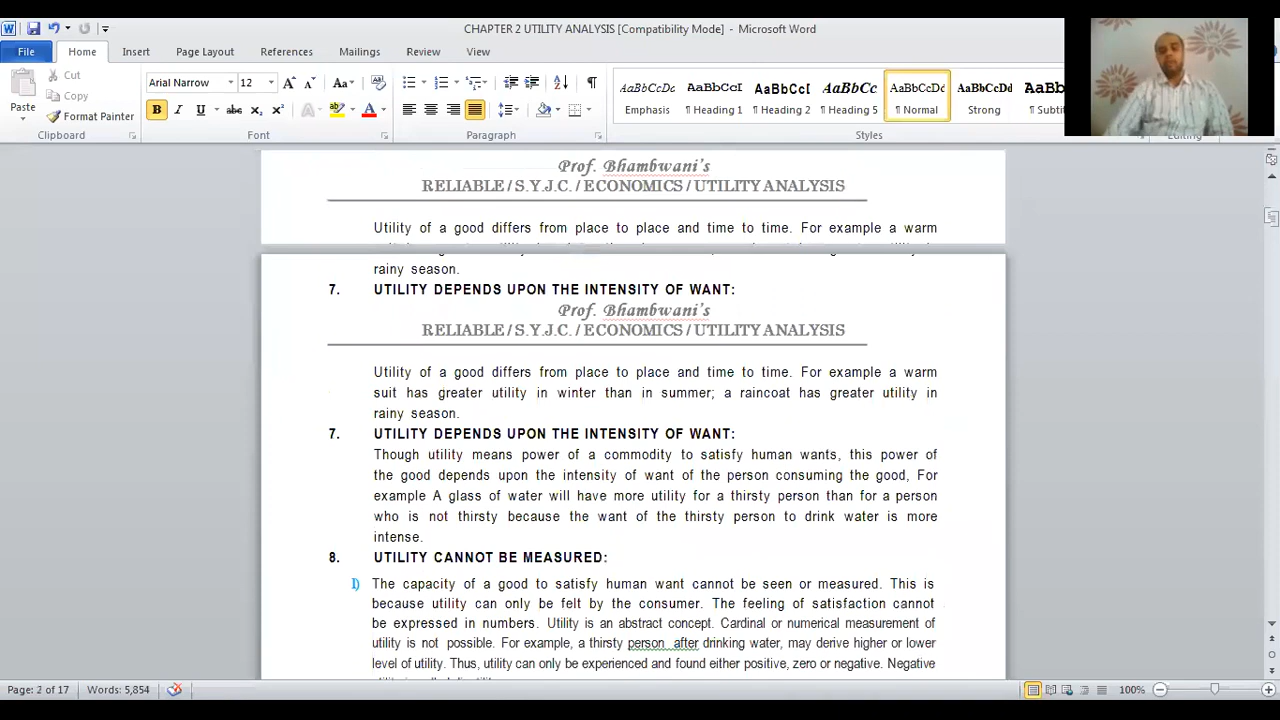 CHAPTER 2 UTILITY ANALYSIS [Compatibility Mode] - Microsoft Word
File Home Insert Page Layout References Mailings Review View
Paste
Cut
Copy
Format Painter
Clipboard
Arial Narrow 12
Font
Paragraph
AaBbCcDc AaBbCcI AaBbCcI AaBbCc AaBbCcDc AaBbCcDd AaBb
Emphasis ¶ Heading 1 ¶ Heading 2 ¶ Heading 5 ¶ Normal Strong ¶ Subti
Styles
Editing
Prof. Bhambwani's
RELIABLE / S.Y.J.C. / ECONOMICS / UTILITY ANALYSIS
Utility of a good differs from place to place and time to time. For example a warm
rainy season.
7. UTILITY DEPENDS UPON THE INTENSITY OF WANT:
Prof. Bhambwani's
RELIABLE / S.Y.J.C. / ECONOMICS / UTILITY ANALYSIS
Utility of a good differs from place to place and time to time. For example a warm
suit has greater utility in winter than in summer; a raincoat has greater utility in
rainy season.
7. UTILITY DEPENDS UPON THE INTENSITY OF WANT:
Though utility means power of a commodity to satisfy human wants, this power of
the good depends upon the intensity of want of the person consuming the good, For
example A glass of water will have more utility for a thirsty person than for a person
who is not thirsty because the want of the thirsty person to drink water is more
intense.
8. UTILITY CANNOT BE MEASURED:
I) The capacity of a good to satisfy human want cannot be seen or measured. This is
because utility can only be felt by the consumer. The feeling of satisfaction cannot
be expressed in numbers. Utility is an abstract concept. Cardinal or numerical measurement of
utility is not possible. For example, a thirsty person after drinking water, may derive higher or lower
level of utility. Thus, utility can only be experienced and found either positive, zero or negative. Negative
Page: 2 of 17 Words: 5,854 100%